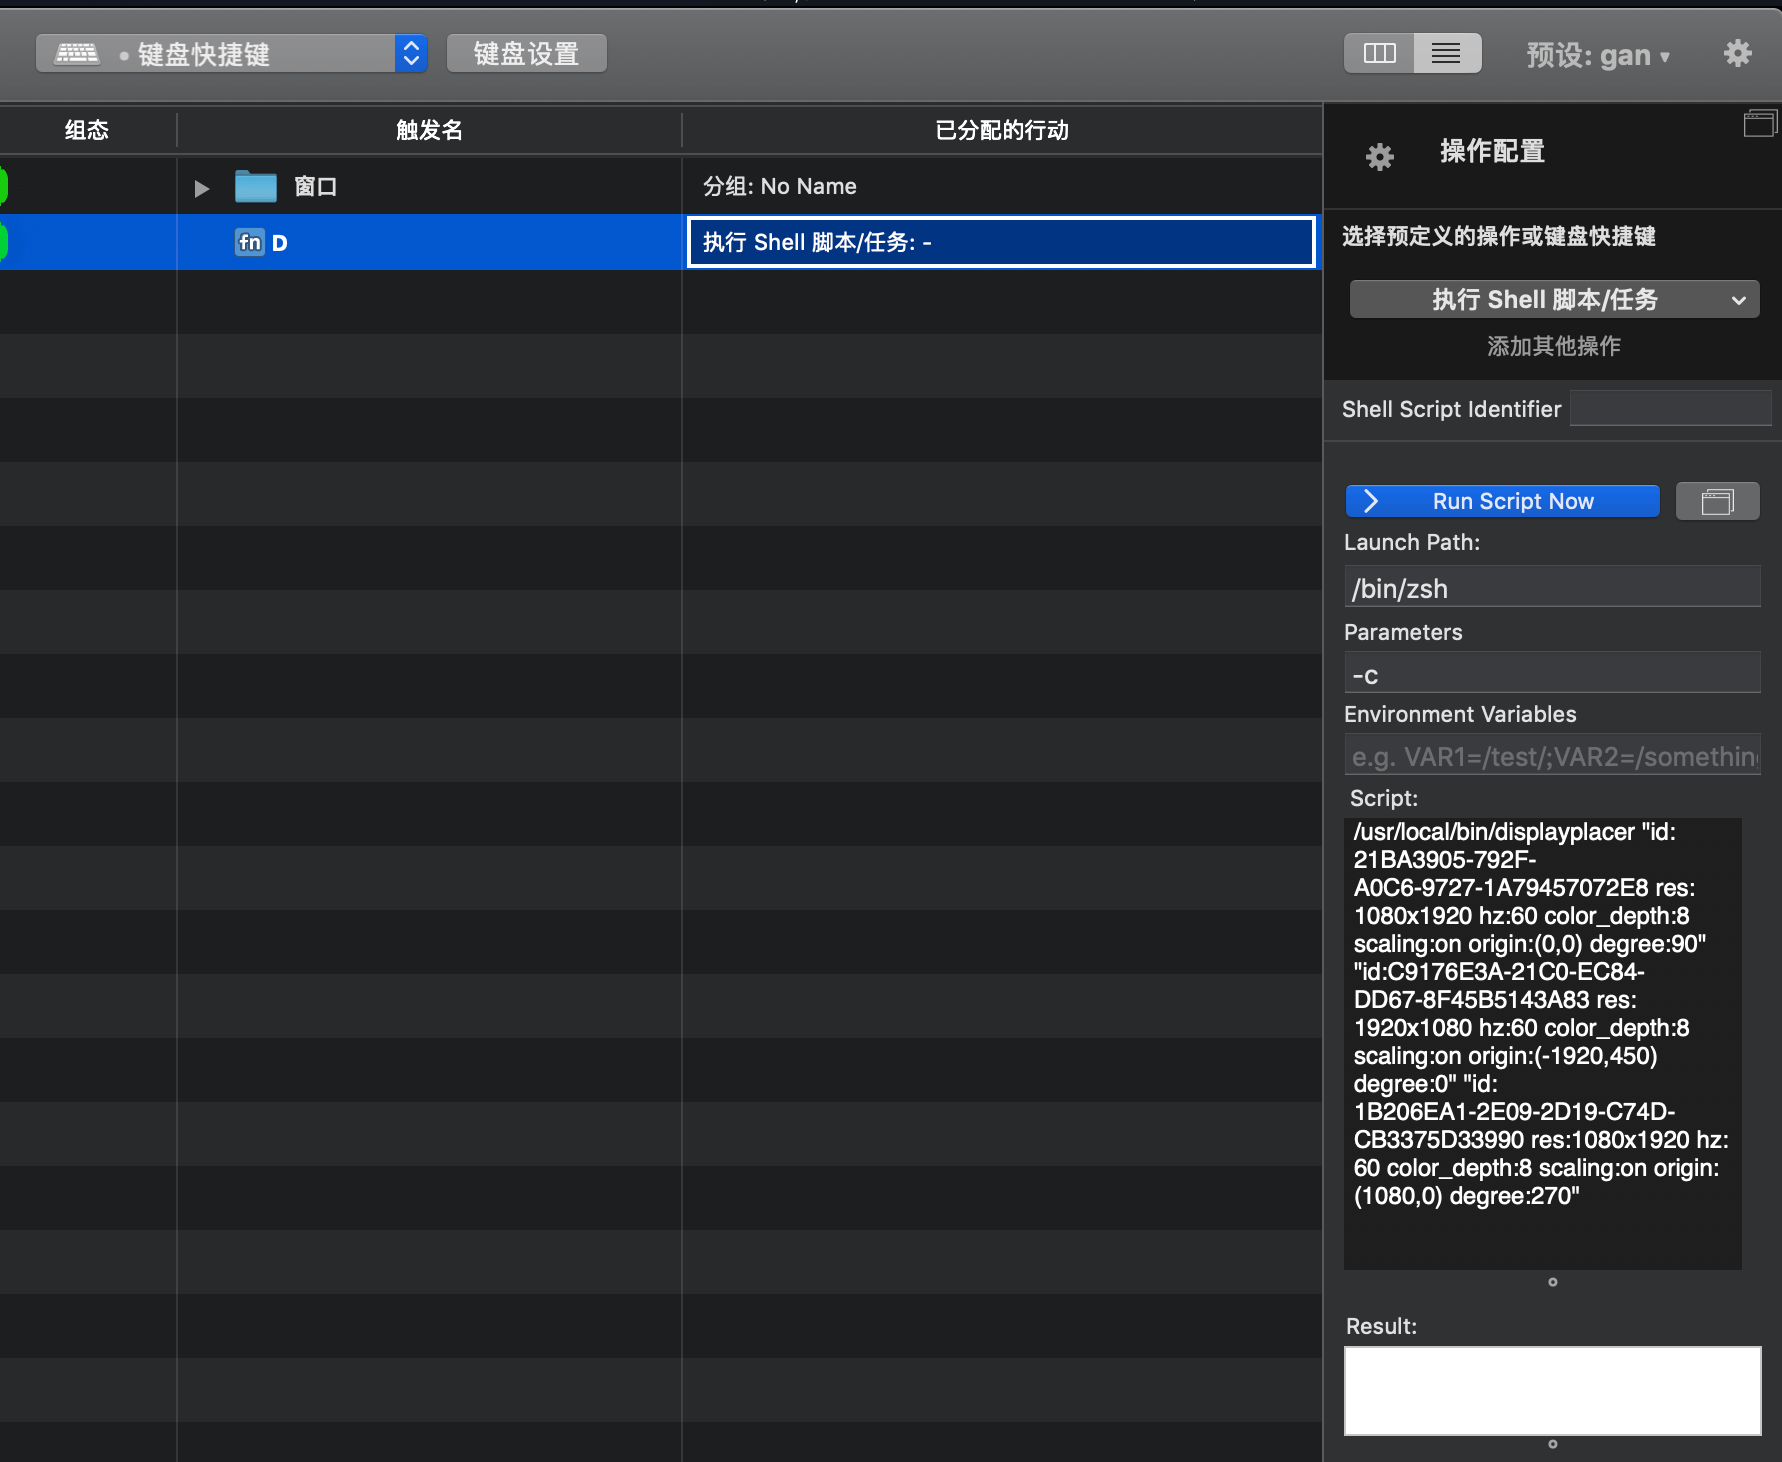 键盘快捷键
键盘设置
预设: gan
组态
触发名
已分配的行动
操作配置
窗口
分组: No Name
fn D
执行 Shell 脚本/任务: -
选择预定义的操作或键盘快捷键
执行 Shell 脚本/任务
添加其他操作
Shell Script Identifier
Run Script Now
Launch Path:
/bin/zsh
Parameters
-c
Environment Variables
e.g. VAR1=/test/;VAR2=/something
Script:
/usr/local/bin/displayplacer "id:
21BA3905-792F-
A0C6-9727-1A79457072E8 res:
1080x1920 hz:60 color_depth:8
scaling:on origin:(0,0) degree:90"
"id:C9176E3A-21C0-EC84-
DD67-8F45B5143A83 res:
1920x1080 hz:60 color_depth:8
scaling:on origin:(-1920,450)
degree:0" "id:
1B206EA1-2E09-2D19-C74D-
CB3375D33990 res:1080x1920 hz:
60 color_depth:8 scaling:on origin:
(1080,0) degree:270"
Result: